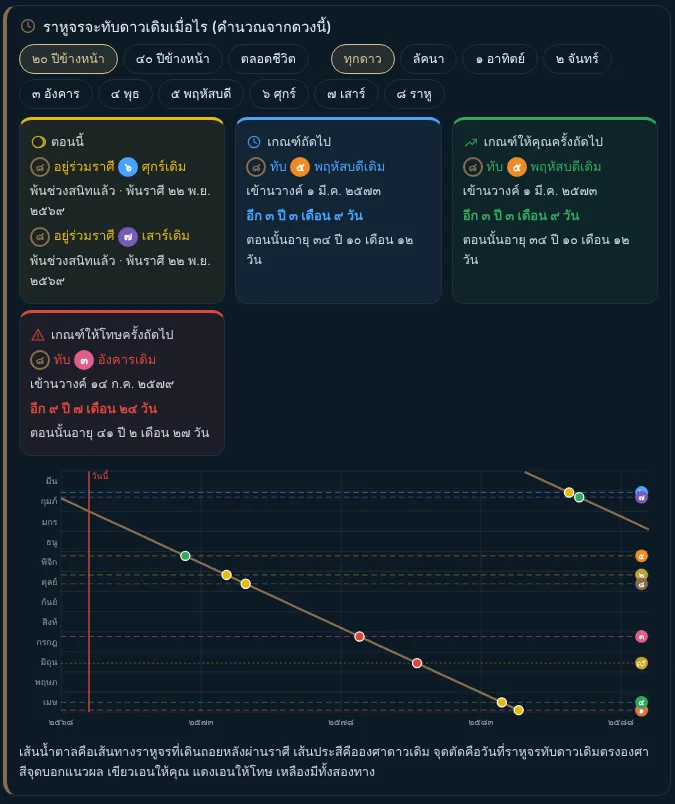 ราหูจรจะทับดาวเดิมเมื่อไร (คำนวณจากดวงนี้)
๒๐ ปีข้างหน้า ๔๐ ปีข้างหน้า ตลอดชีวิต ทุกดาว ลัคนา ๑ อาทิตย์ ๒ จันทร์
๓ อังคาร ๔ พุธ ๕ พฤหัสบดี ๖ ศุกร์ ๗ เสาร์ ๘ ราหู
ตอนนี้
๘ อยู่ร่วมราศี ๖ ศุกร์เดิม
พ้นช่วงสนิทแล้ว · พ้นราศี ๒๒ พ.ย.
๒๕๖๙
๘ อยู่ร่วมราศี ๗ เสาร์เดิม
พ้นช่วงสนิทแล้ว · พ้นราศี ๒๒ พ.ย.
๒๕๖๙
เกณฑ์ถัดไป
๘ ทับ ๕ พฤหัสบดีเดิม
เข้านวางค์ ๑ มี.ค. ๒๕๗๓
อีก ๓ ปี ๓ เดือน ๙ วัน
ตอนนั้นอายุ ๓๔ ปี ๑๐ เดือน ๑๒
วัน
เกณฑ์ให้คุณครั้งถัดไป
๘ ทับ ๕ พฤหัสบดีเดิม
เข้านวางค์ ๑ มี.ค. ๒๕๗๓
อีก ๓ ปี ๓ เดือน ๙ วัน
ตอนนั้นอายุ ๓๔ ปี ๑๐ เดือน ๑๒
วัน
เกณฑ์ให้โทษครั้งถัดไป
๘ ทับ ๓ อังคารเดิม
เข้านวางค์ ๑๔ ก.ค. ๒๕๗๙
อีก ๙ ปี ๗ เดือน ๒๔ วัน
ตอนนั้นอายุ ๔๑ ปี ๒ เดือน ๒๗ วัน
วันนี้
มีน
กุมภ์ ๗
มกร
ธนู
พิจิก ๕
๒
ตุลย์ ๘
กันย์
สิงห์
กรกฎ ๓
มิถุน
พฤษภ
เมษ ๔
๑
๒๕๖๘ ๒๕๗๓ ๒๕๗๘ ๒๕๘๓ ๒๕๘๘
เส้นน้ำตาลคือเส้นทางราหูจรที่เดินถอยหลังผ่านราศี เส้นประสีคือองศาดาวเดิม จุดตัดคือวันที่ราหูจรทับดาวเดิมตรงองศา
สีจุดบอกแนวผล เขียวเอนให้คุณ แดงเอนให้โทษ เหลืองมีทั้งสองทาง